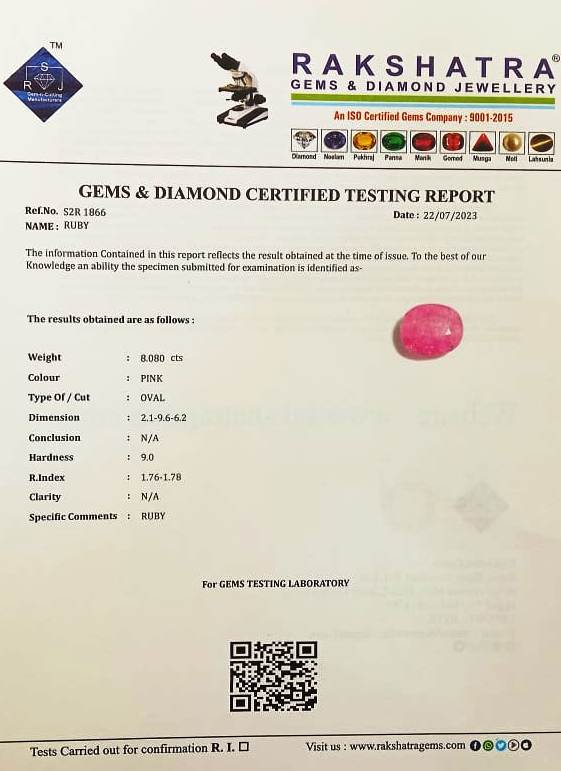 TM
S
R J
Gem-n-Cutting
Manufacturers
RAKSHATRA®
GEMS & DIAMOND JEWELLERY
An ISO Certified Gems Company : 9001-2015
Diamond Neelam Pukhraj Panna Manik Gomed Munga Moti Lahsunia
GEMS & DIAMOND CERTIFIED TESTING REPORT
Ref.No. S2R 1866
Date : 22/07/2023
NAME : RUBY
The information Contained in this report reflects the result obtained at the time of issue. To the best of our
Knowledge an ability the specimen submitted for examination is identified as-
The results obtained are as follows :
Weight : 8.080 cts
Colour : PINK
Type Of / Cut : OVAL
Dimension : 2.1-9.6-6.2
Conclusion : N/A
Hardness : 9.0
R.Index : 1.76-1.78
Clarity : N/A
Specific Comments : RUBY
For GEMS TESTING LABORATORY
Tests Carried out for confirmation R. I. ☐
Visit us : www.rakshatragems.com